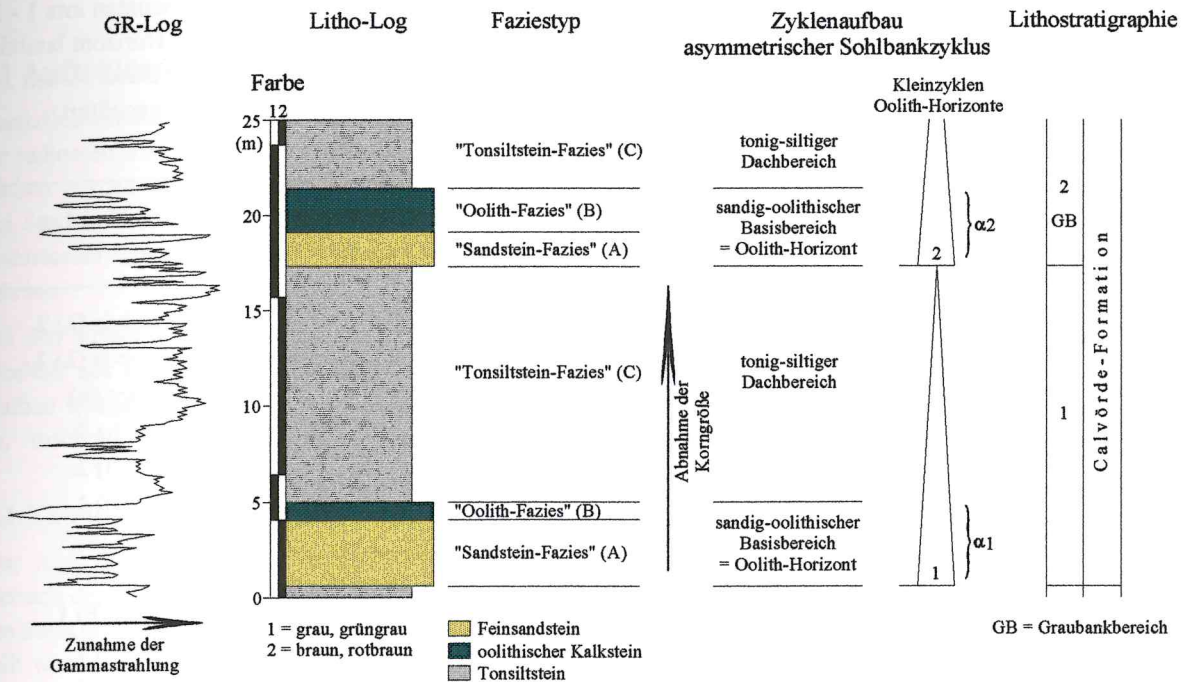 GR-Log
Litho-Log
Faziestyp
Zyklenaufbau
asymmetrischer Sohlbankzyklus
Lithostratigraphie
Farbe
12
Kleinzyklen
Oolith-Horizonte
25
(m)
20
15
10
5
0
"Tonsiltstein-Fazies" (C)
"Oolith-Fazies" (B)
"Sandstein-Fazies" (A)
"Tonsiltstein-Fazies" (C)
"Oolith-Fazies" (B)
"Sandstein-Fazies" (A)
Abnahme der
Korngröße
tonig-siltiger
Dachbereich
sandig-oolithischer
Basisbereich
= Oolith-Horizont
tonig-siltiger
Dachbereich
sandig-oolithischer
Basisbereich
= Oolith-Horizont
2
α2
1
α1
2
GB
1
Calvörde-Formation
Zunahme der
Gammastrahlung
1 = grau, grüngrau
2 = braun, rotbraun
Feinsandstein
oolithischer Kalkstein
Tonsiltstein
GB = Graubankbereich